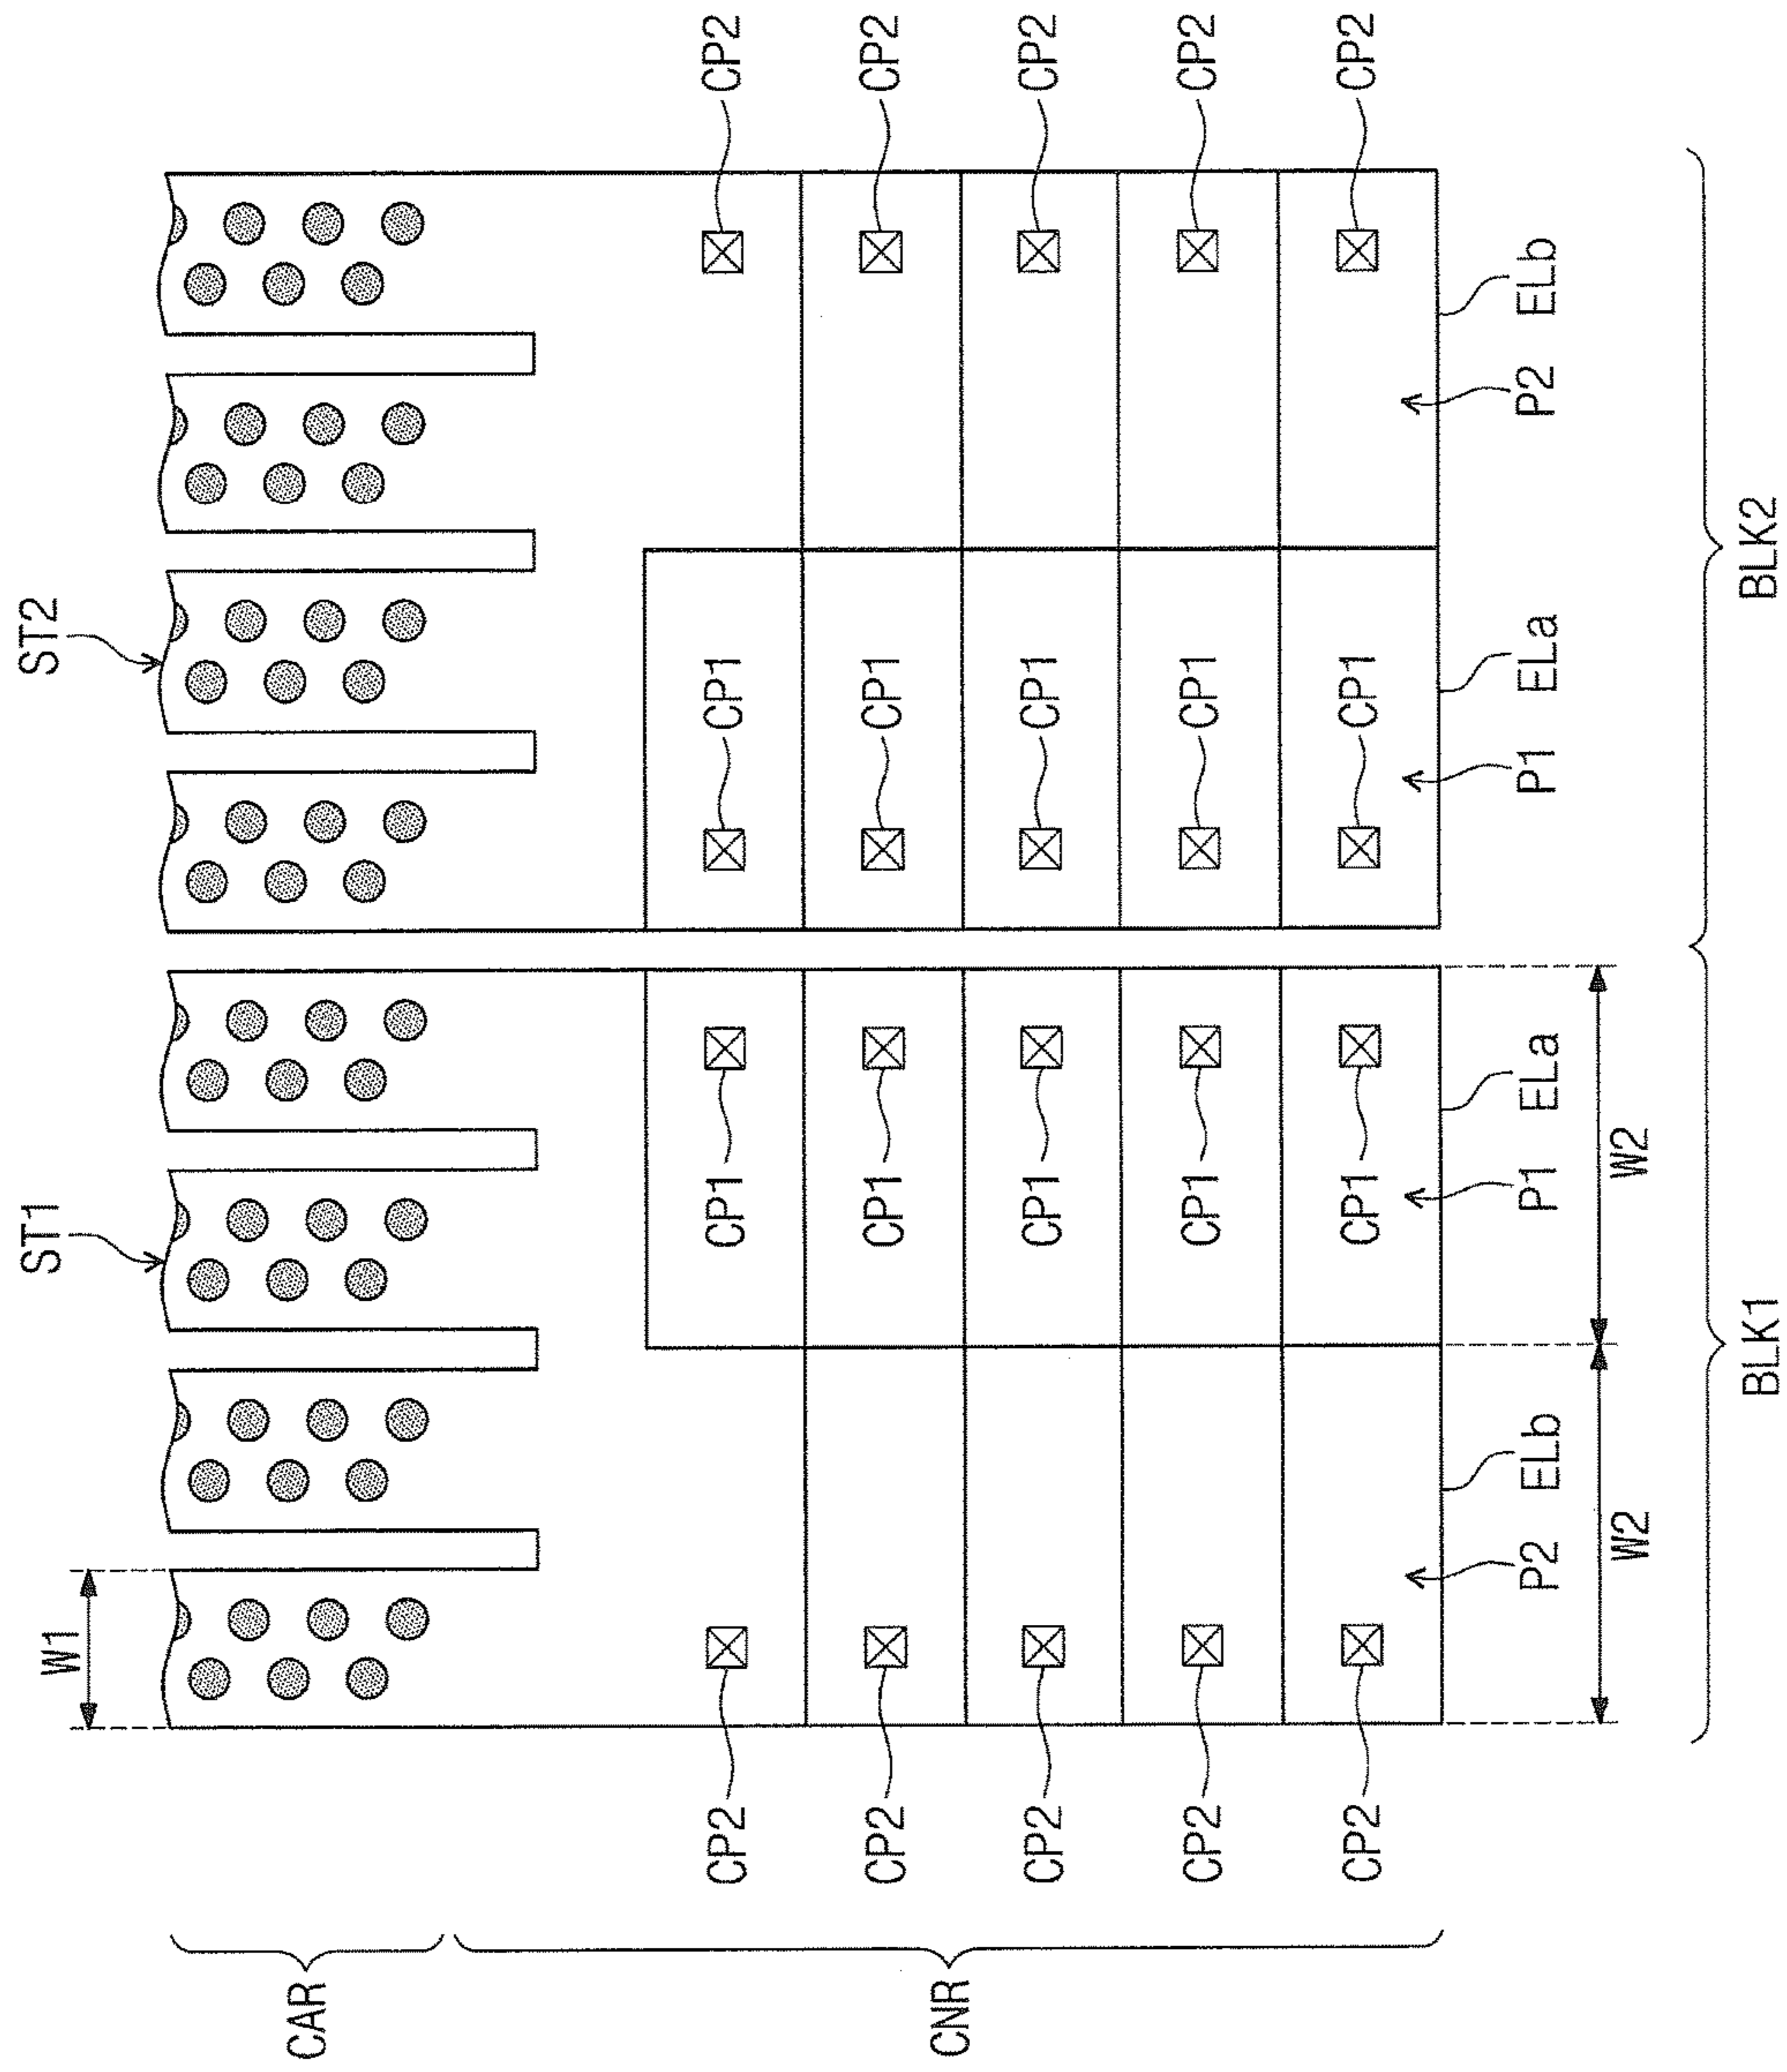 W1 ST1 ST2
CAR
CP2 CP1 CP1 CP2
CP2 CP1 CP1 CP2
CNR
CP2 CP1 CP1 CP2
CP2 CP1 CP1 CP2
CP2 CP1 CP1 CP2
P2 ELb P1 ELa P1 ELa P2 ELb
W2 W2
BLK1 BLK2